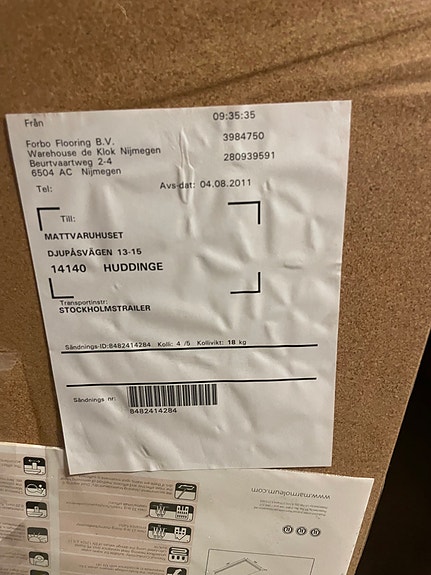 Från
09:35:35
Forbo Flooring B.V.
3984750
Warehouse de Klok Nijmegen
280939591
Beurtvaartweg 2-4
6504 AC Nijmegen
Tel:
Avs-dat: 04.08.2011
Till:
MATTVARUHUSET
DJUPÅSVÄGEN 13-15
14140 HUDDINGE
Transportinstr:
STOCKHOLMSTRAILER
Sändnings-ID:8482414284 Kolli: 4 /5 Kollivikt: 18 kg
Sändnings nr:
8482414284
www.marmoleum.com